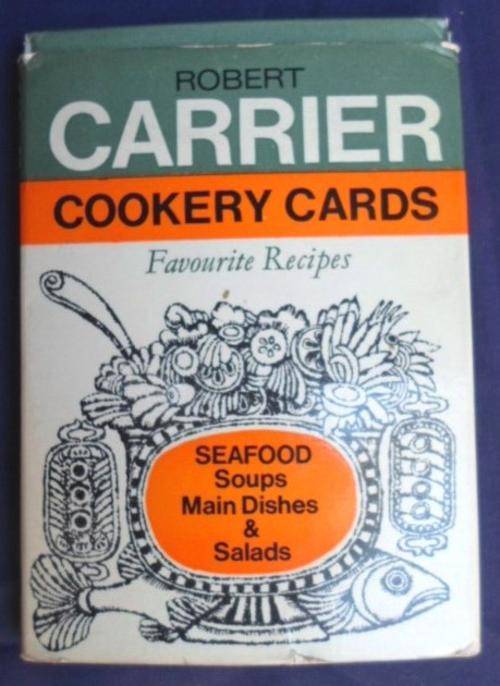 ROBERT
CARRIER
COOKERY CARDS
Favourite Recipes
SEAFOOD
Soups
Main Dishes
&
Salads